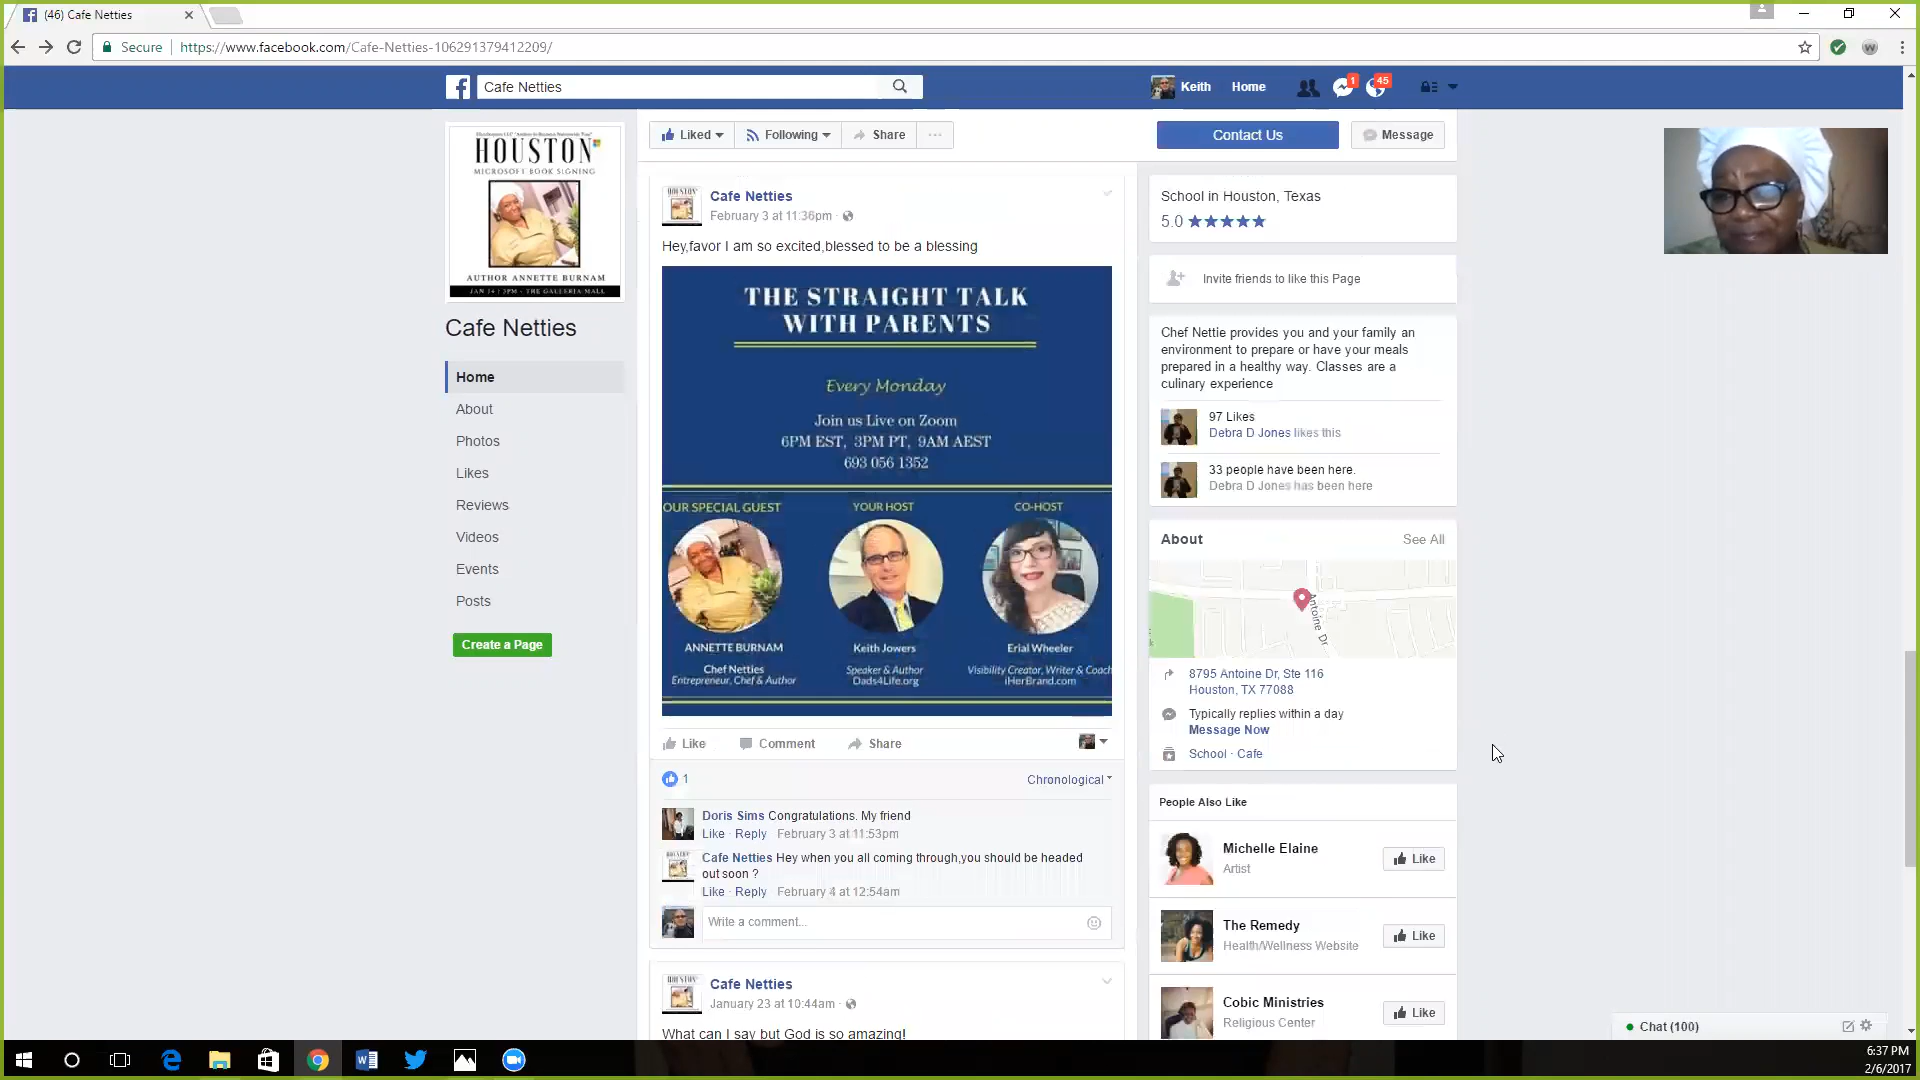 (46) Cafe Netties
Secure
https://www.facebook.com/Cafe-Netties-106291379412209/
Cafe Netties
Keith
Home
1
45
HOUSTON
MICROSOFT BOOK SIGNING
AUTHOR ANNETTE BURNAM
JAN 14 | 3PM - THE GALLERIA MALL
Cafe Netties
Home
About
Photos
Likes
Reviews
Videos
Events
Posts
Create a Page
Liked
Following
Share
Contact Us
Message
Cafe Netties
February 3 at 11:36pm
Hey,favor I am so excited,blessed to be a blessing
THE STRAIGHT TALK
WITH PARENTS
Every Monday
Join us Live on Zoom
6PM EST, 3PM PT, 9AM AEST
693 056 1352
OUR SPECIAL GUEST
YOUR HOST
CO-HOST
ANNETTE BURNAM
Chef Netties
Entrepreneur, Chef & Author
Keith Jowers
Speaker & Author
Dads4Life.org
Erial Wheeler
Visibility Creator, Writer & Coach
iHerBrand.com
Like
Comment
Share
1
Chronological
Doris Sims Congratulations. My friend
Like · Reply · February 3 at 11:53pm
Cafe Netties Hey when you all coming through,you should be headed
out soon ?
Like · Reply · February 4 at 12:54am
Write a comment...
Cafe Netties
January 23 at 10:44am
What can I say but God is so amazing!
School in Houston, Texas
5.0
Invite friends to like this Page
Chef Nettie provides you and your family an
environment to prepare or have your meals
prepared in a healthy way. Classes are a
culinary experience
97 Likes
Debra D Jones likes this
33 people have been here.
Debra D Jones has been here
About
See All
Antoine Dr
8795 Antoine Dr, Ste 116
Houston, TX 77088
Typically replies within a day
Message Now
School · Cafe
People Also Like
Michelle Elaine
Artist
Like
The Remedy
Health/Wellness Website
Like
Cobic Ministries
Religious Center
Like
Chat (100)
6:37 PM
2/6/2017